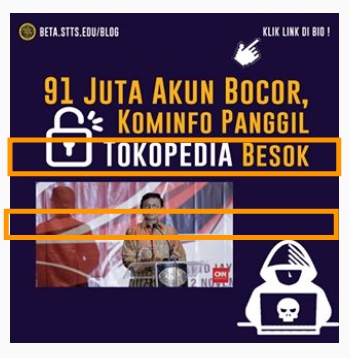 BETA.STTS.EDU/BLOG
KLIK LINK DI BIO !
91 JUTA AKUN BOCOR,
KOMINFO PANGGIL
TOKOPEDIA BESOK
CNN